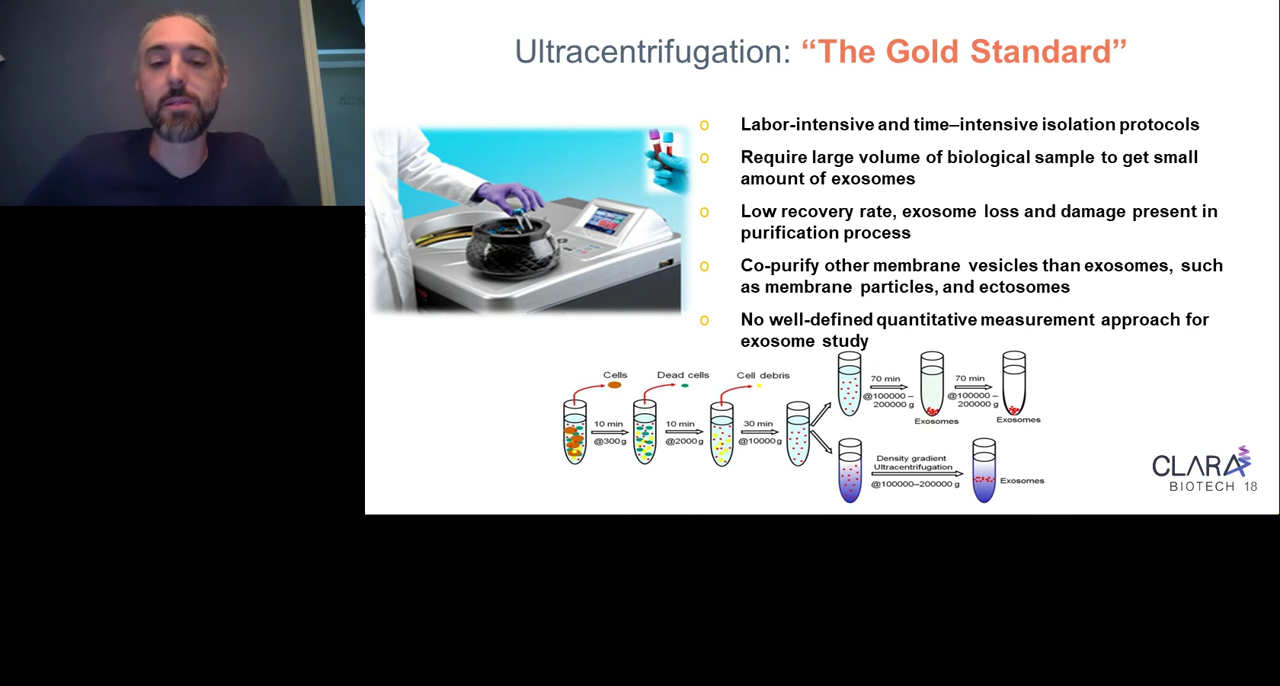 Ultracentrifugation: “The Gold Standard”
o Labor-intensive and time–intensive isolation protocols
o Require large volume of biological sample to get small
amount of exosomes
o Low recovery rate, exosome loss and damage present in
purification process
o Co-purify other membrane vesicles than exosomes, such
as membrane particles, and ectosomes
o No well-defined quantitative measurement approach for
exosome study
Cells
Dead cells
Cell debris
10 min
@300g
10 min
@2000g
30 min
@10000g
70 min
@100000 –
200000 g
Exosomes
70 min
@100000 –
200000 g
Exosomes
Density gradient
Ultracentrifugation
@100000–200000 g
Exosomes
CLARA
BIOTECH 18